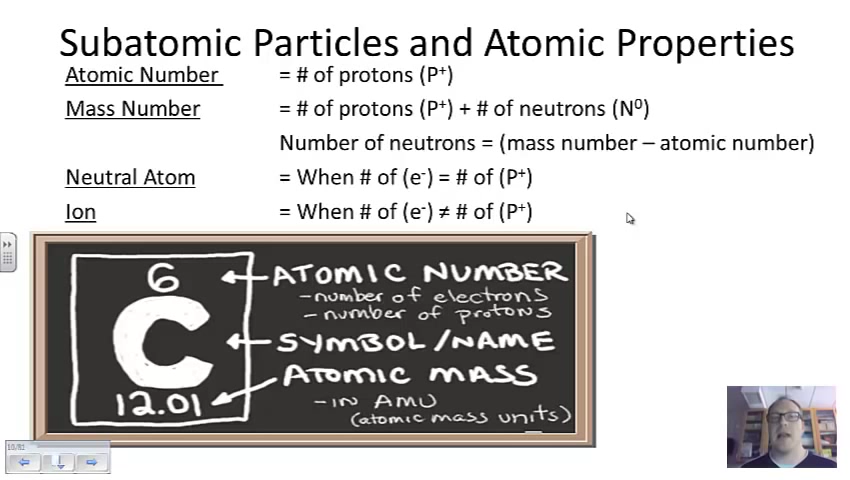 Subatomic Particles and Atomic Properties
Atomic Number = # of protons (P⁺)
Mass Number = # of protons (P⁺) + # of neutrons (N⁰)
Number of neutrons = (mass number – atomic number)
Neutral Atom = When # of (e⁻) = # of (P⁺)
Ion = When # of (e⁻) ≠ # of (P⁺)
6 ATOMIC NUMBER
-number of electrons
- number of protons
C SYMBOL/NAME
ATOMIC MASS
12.01 -IN AMU
(atomic mass units)
10/82